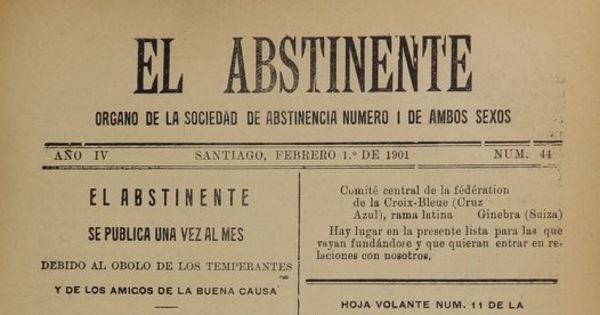 EL ABSTINENTE
ORGANO DE LA SOCIEDAD DE ABSTINENCIA NUMERO I DE AMBOS SEXOS
AÑO IV SANTIAGO, FEBRERO 1.º DE 1901 NUM. 44
EL ABSTINENTE
SE PUBLICA UNA VEZ AL MES
DEBIDO AL OBOLO DE LOS TEMPERANTES
Y DE LOS AMIGOS DE LA BUENA CAUSA
Comité central de la fédération
de la Croix-Bleue (Cruz
Azul), rama latina Ginebra (Suiza)
Hay lugar en la presente lista para las que
vayan fundándose y que quieran entrar en re-
laciones con nosotros.
HOJA VOLANTE NUM. 11 DE LA